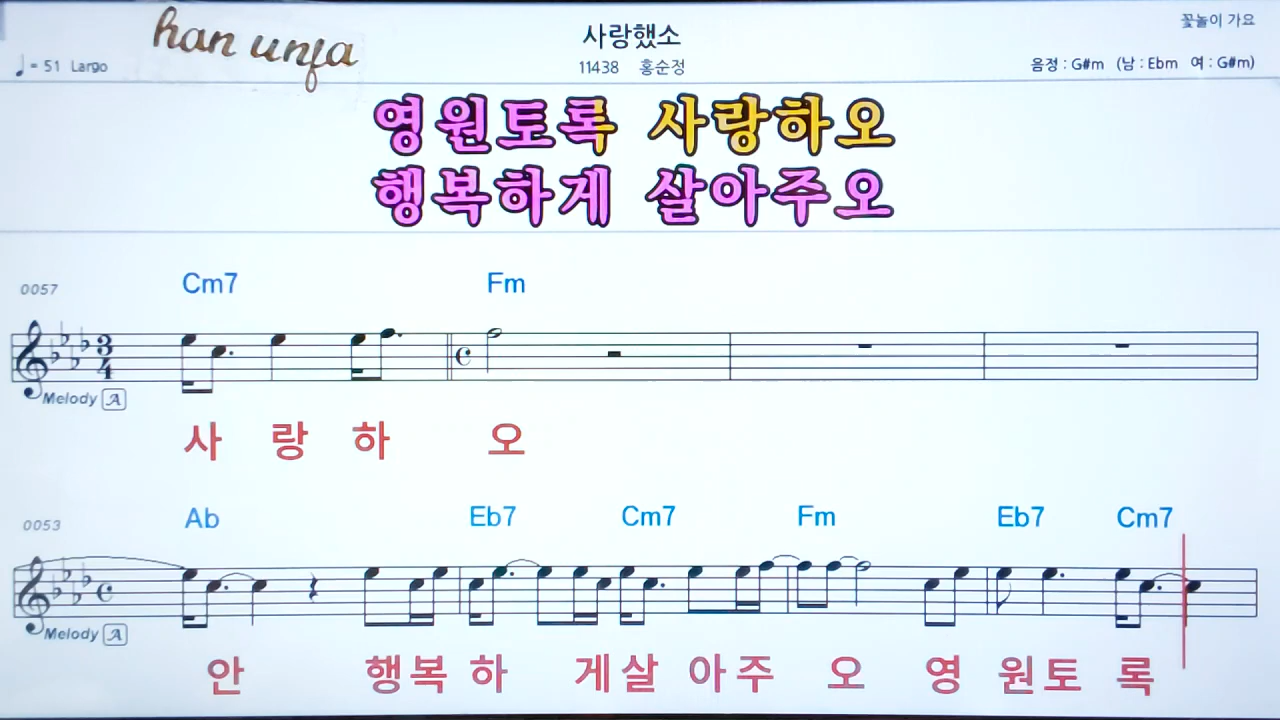 han unfa
사랑했소
꽃놀이 가요
♩= 51 Largo
11438 홍순정
음정 : G#m (남 : Ebm 여 : G#m)
영원토록 사랑하오
행복하게 살아주오
0057
Cm7 Fm
3/4
Melody A
사 랑 하 오
0053
Ab Eb7 Cm7 Fm Eb7 Cm7
Melody A
안 행복 하 게살 아주 오 영 원토 록